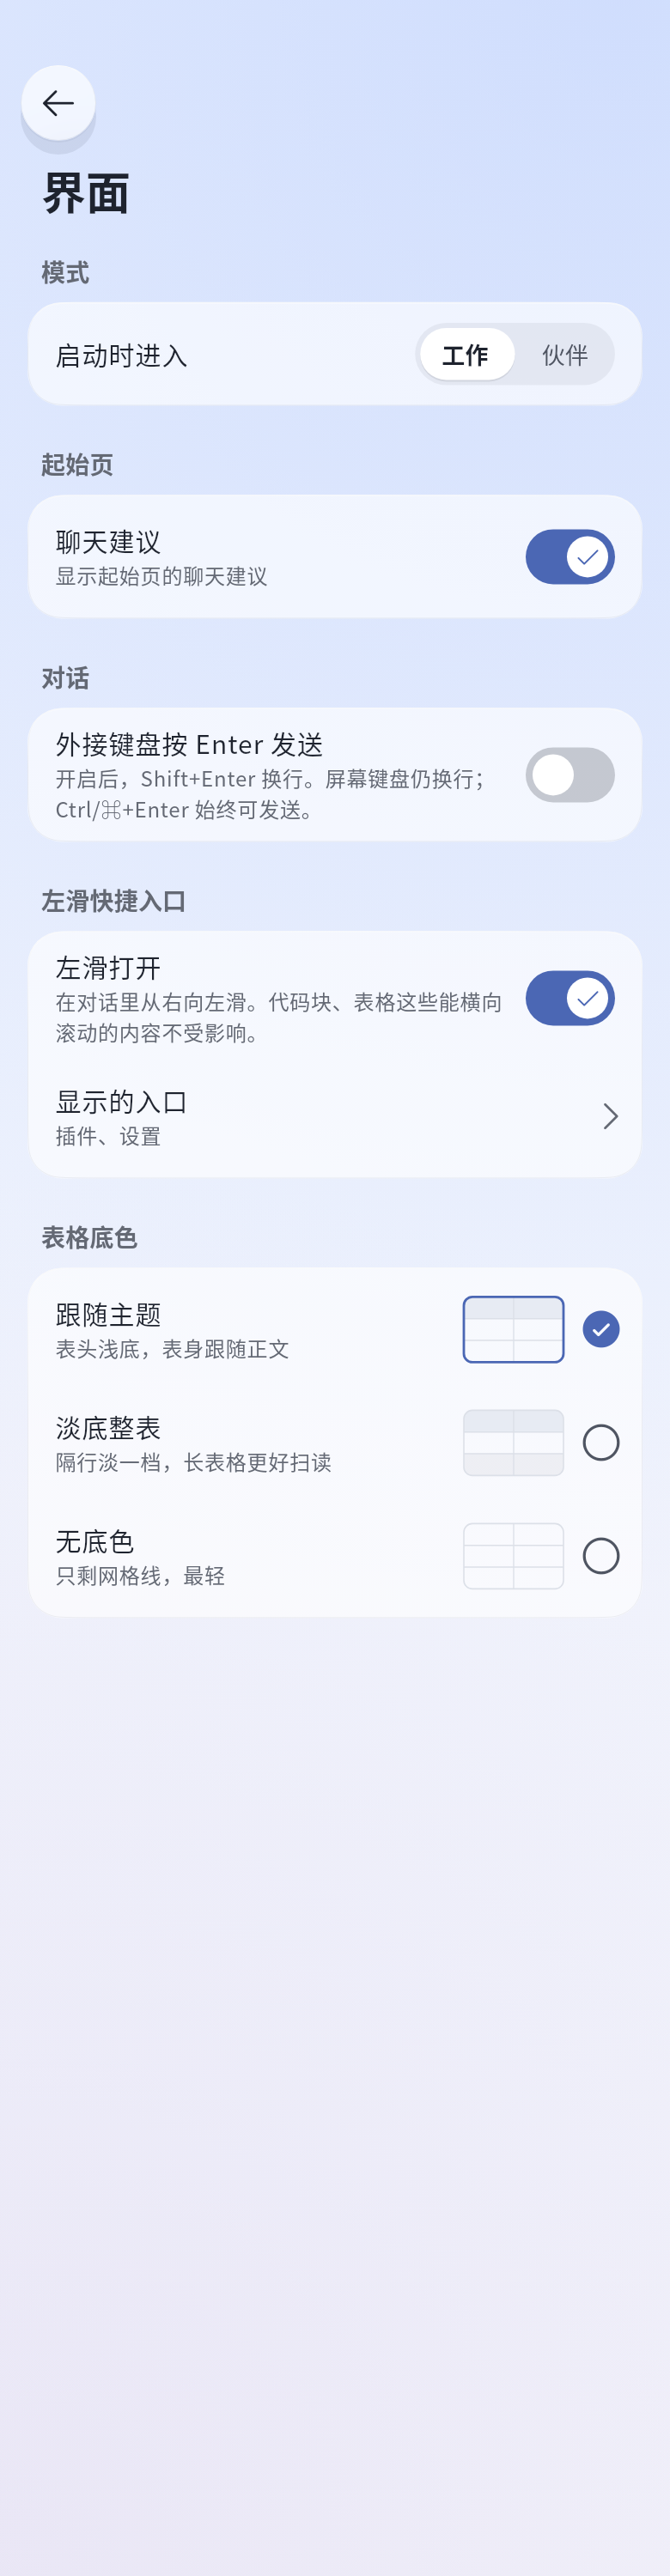 界面
模式
启动时进入
工作
伙伴
起始页
聊天建议
显示起始页的聊天建议
对话
外接键盘按 Enter 发送
开启后，Shift+Enter 换行。屏幕键盘仍换行；
Ctrl/⌘+Enter 始终可发送。
左滑快捷入口
左滑打开
在对话里从右向左滑。代码块、表格这些能横向
滚动的内容不受影响。
显示的入口
插件、设置
表格底色
跟随主题
表头浅底，表身跟随正文
淡底整表
隔行淡一档，长表格更好扫读
无底色
只剩网格线，最轻